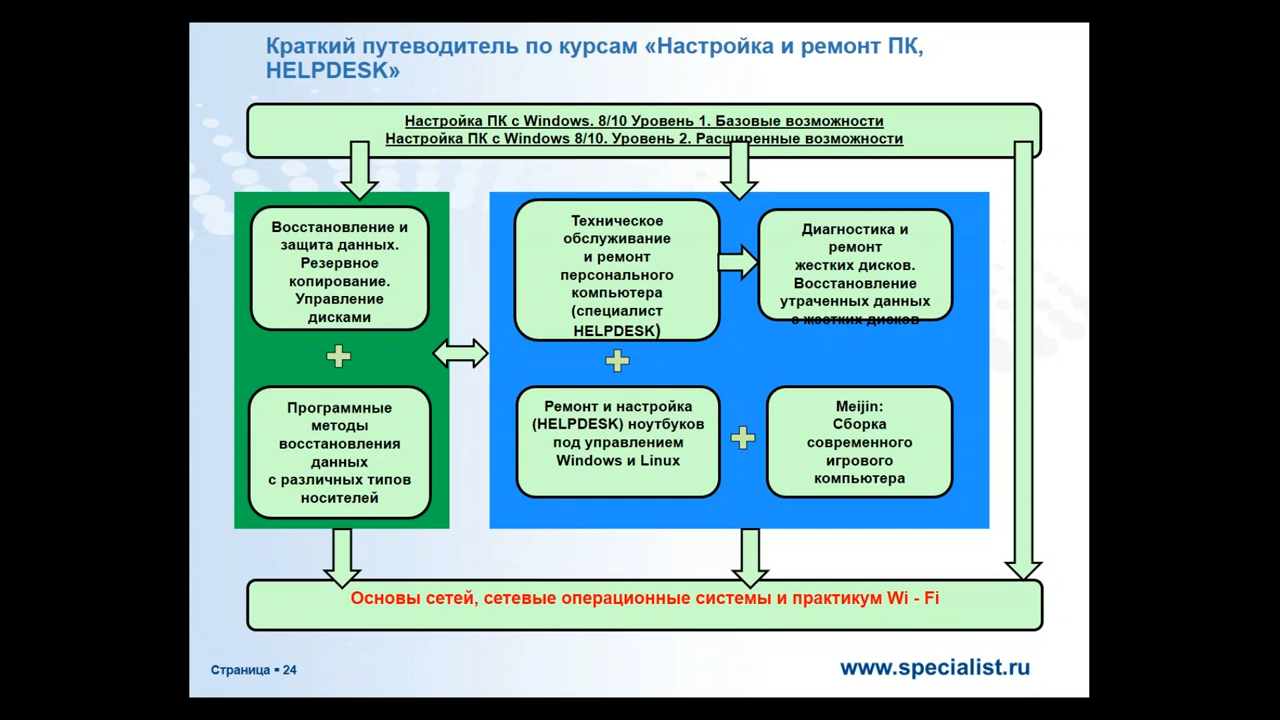 Краткий путеводитель по курсам «Настройка и ремонт ПК,
HELPDESK»
Настройка ПК с Windows. 8/10 Уровень 1. Базовые возможности
Настройка ПК с Windows 8/10. Уровень 2. Расширенные возможности
Восстановление и
защита данных.
Резервное
копирование.
Управление
дисками
Техническое
обслуживание
и ремонт
персонального
компьютера
(специалист
HELPDESK)
Диагностика и
ремонт
жестких дисков.
Восстановление
утраченных данных
с жестких дисков
Программные
методы
восстановления
данных
с различных типов
носителей
Ремонт и настройка
(HELPDESK) ноутбуков
под управлением
Windows и Linux
Meijin:
Сборка
современного
игрового
компьютера
Основы сетей, сетевые операционные системы и практикум Wi - Fi
Страница ▪ 24
www.specialist.ru